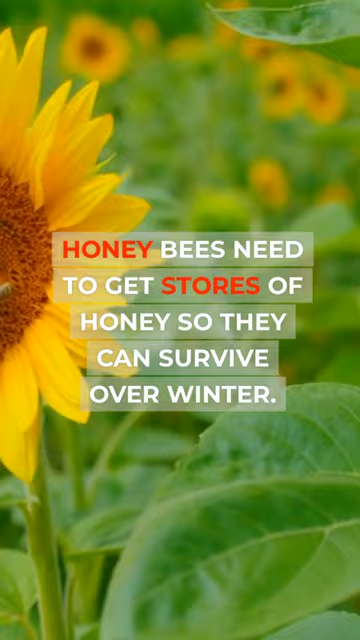 HONEY BEES NEED
TO GET STORES OF
HONEY SO THEY
CAN SURVIVE
OVER WINTER.